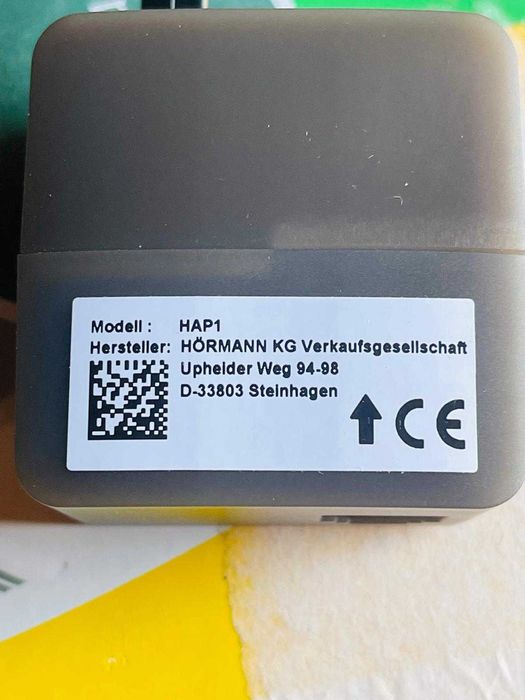 Modell : HAP1
Hersteller: HÖRMANN KG Verkaufsgesellschaft
Upheider Weg 94-98
D-33803 Steinhagen
CE